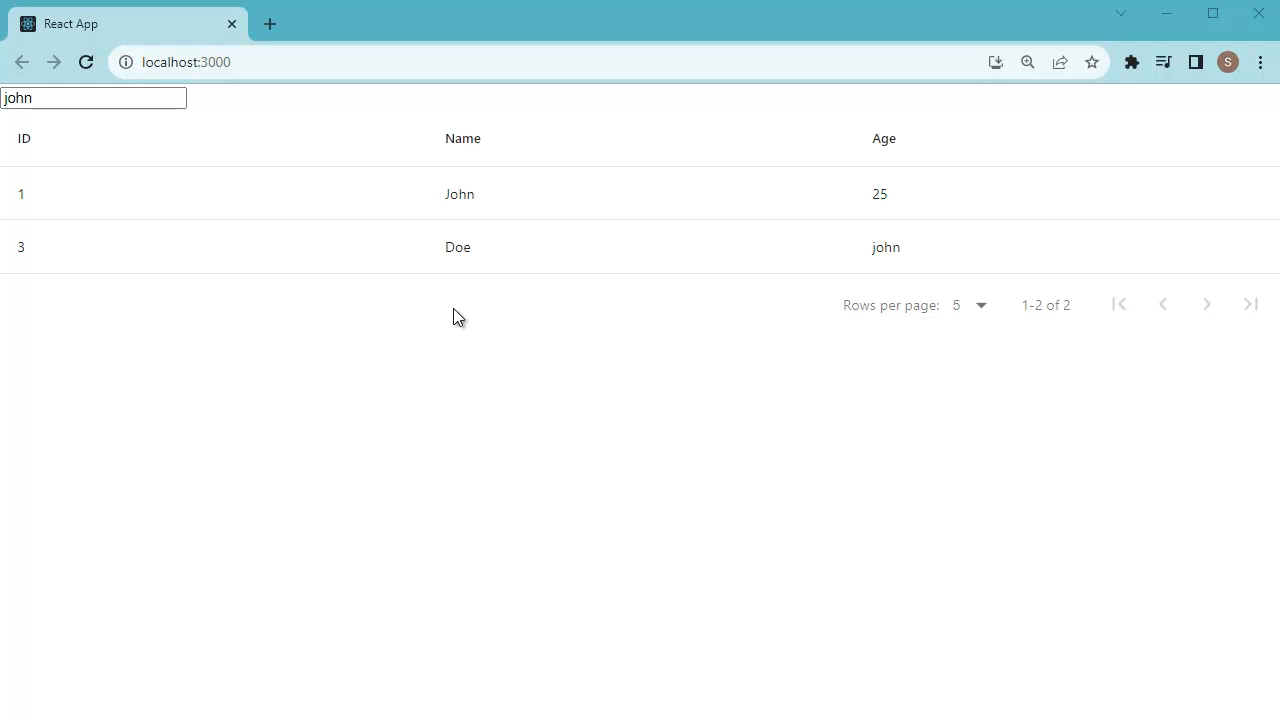 React App
localhost:3000
S
john
ID Name Age
1 John 25
3 Doe john
Rows per page: 5 1-2 of 2